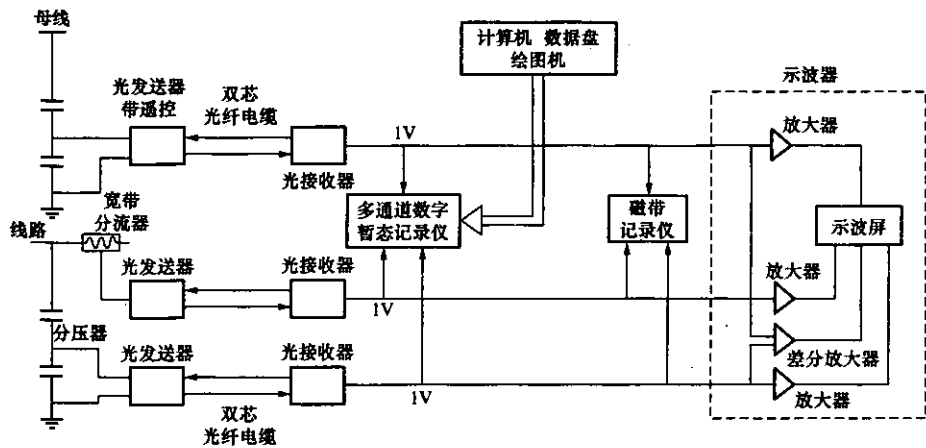 母线
计算机 数据盘
绘图机
示波器
光发送器
带遥控
双芯
光纤电缆
1V
放大器
光接收器
宽带
分流器
线路
多通道数字
暂态记录仪
磁带
记录仪
示波屏
光发送器
光接收器
1V
放大器
分压器
光发送器
光接收器
差分放大器
1V
放大器
双芯
光纤电缆